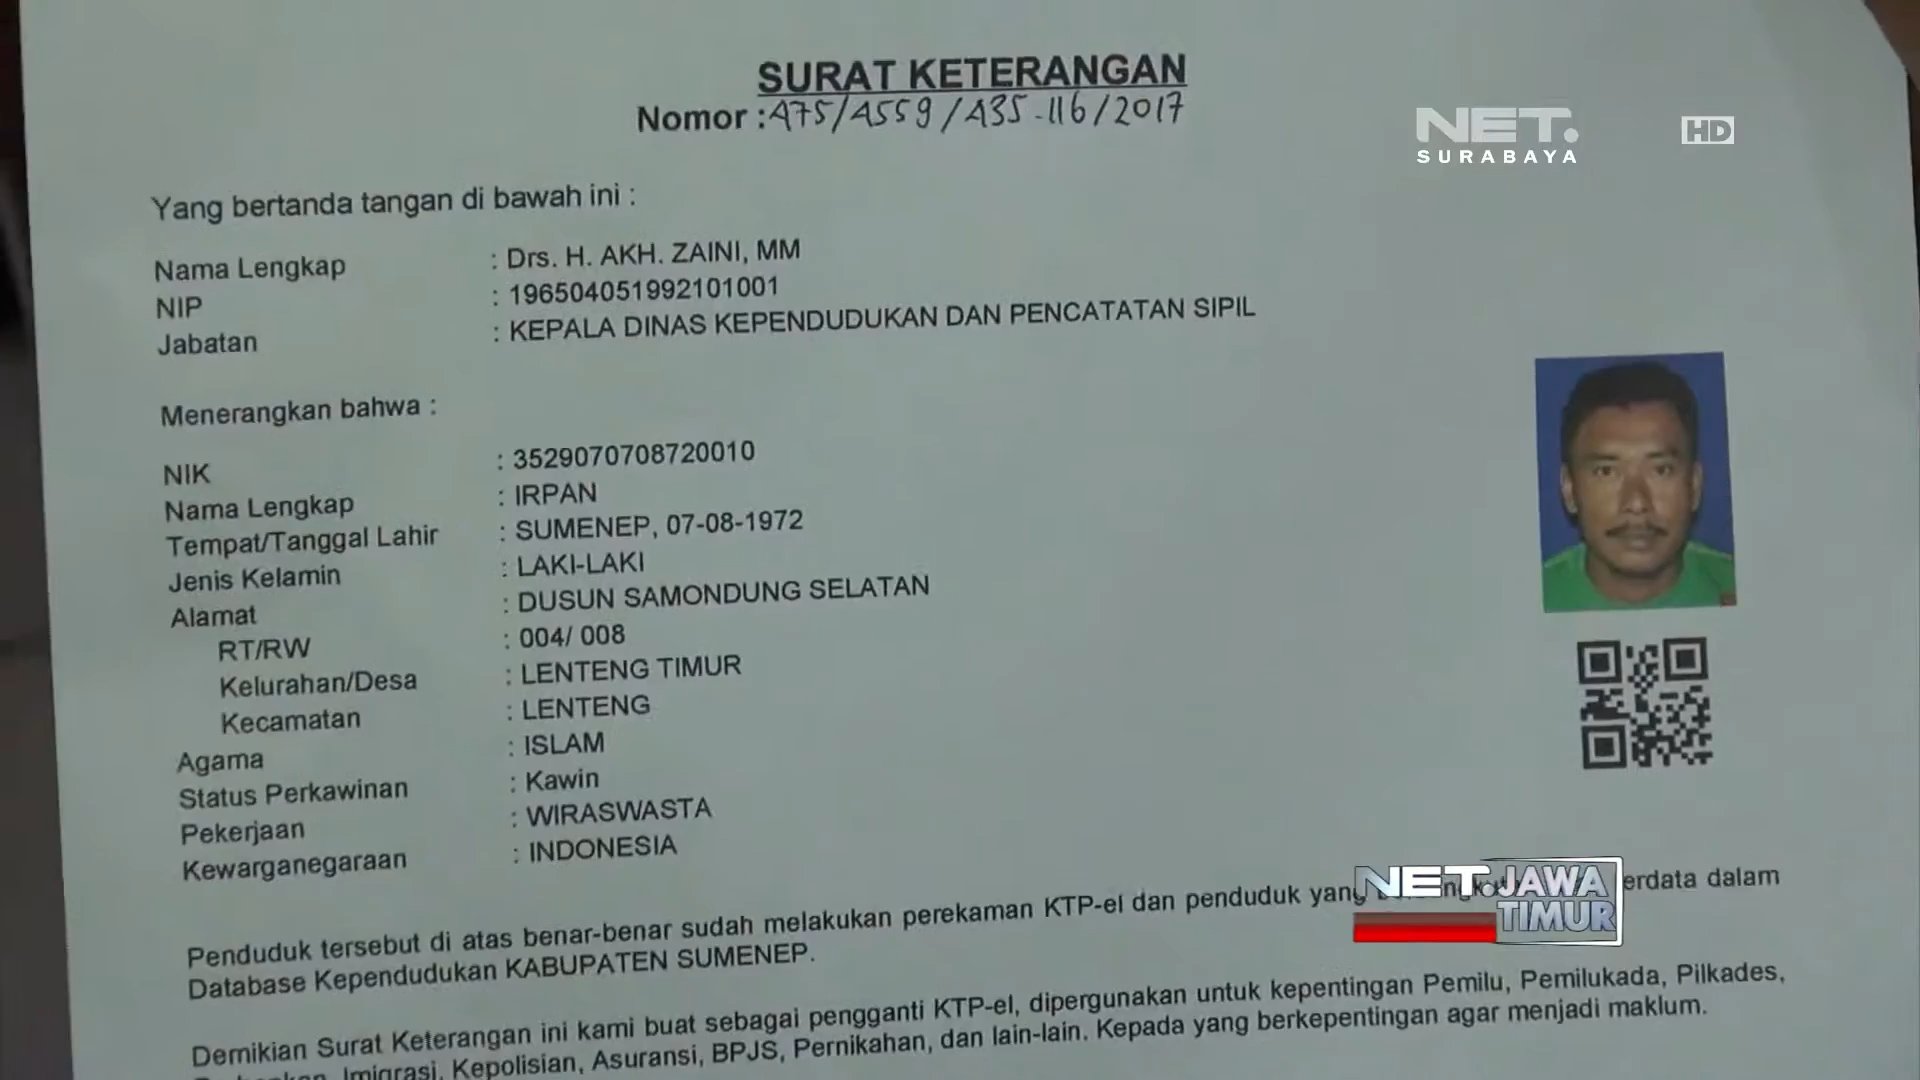 SURAT KETERANGAN
Nomor : A75/A559/A35-116/2017
NET.
SURABAYA
HD
Yang bertanda tangan di bawah ini :
Nama Lengkap : Drs. H. AKH. ZAINI, MM
NIP : 196504051992101001
Jabatan : KEPALA DINAS KEPENDUDUKAN DAN PENCATATAN SIPIL
Menerangkan bahwa :
NIK : 3529070708720010
Nama Lengkap : IRPAN
Tempat/Tanggal Lahir : SUMENEP, 07-08-1972
Jenis Kelamin : LAKI-LAKI
Alamat : DUSUN SAMONDUNG SELATAN
RT/RW : 004/ 008
Kelurahan/Desa : LENTENG TIMUR
Kecamatan : LENTENG
Agama : ISLAM
Status Perkawinan : Kawin
Pekerjaan : WIRASWASTA
Kewarganegaraan : INDONESIA
Penduduk tersebut di atas benar-benar sudah melakukan perekaman KTP-el dan penduduk yang dalam
Database Kependudukan KABUPATEN SUMENEP.
NET. JAWA
TIMUR
Demikian Surat Keterangan ini kami buat sebagai pengganti KTP-el, dipergunakan untuk kepentingan Pemilu, Pemilukada, Pilkades,
Imigrasi, Kepolisian, Asuransi, BPJS, Pernikahan, dan lain-lain. Kepada yang berkepentingan agar menjadi maklum.